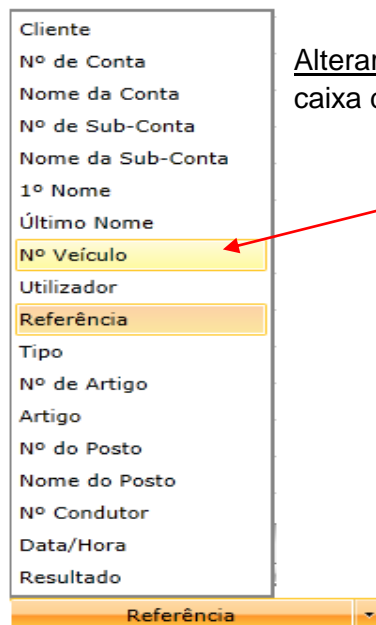 Cliente
Nº de Conta
Nome da Conta
Nº de Sub-Conta
Nome da Sub-Conta
1º Nome
Último Nome
Nº Veículo
Utilizador
Referência
Tipo
Nº de Artigo
Artigo
Nº do Posto
Nome do Posto
Nº Condutor
Data/Hora
Resultado
Referência
caixa